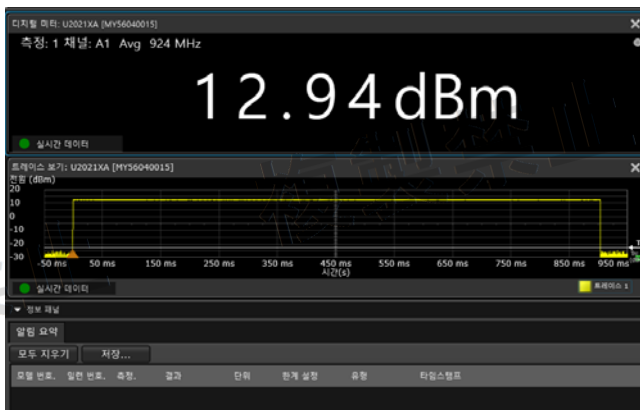 디지털 미터: U2021XA [MY56040015]
측정: 1 채널: A1 Avg 924 MHz
12.94 dBm
실시간 데이터
트레이스 보기: U2021XA [MY56040015]
전원 (dBm)
20
10
0
-10
-20
-30
-50 ms 50 ms 150 ms 250 ms 350 ms 450 ms 550 ms 650 ms 750 ms 850 ms 950 ms
시간(s)
실시간 데이터
트레이스 1
정보 패널
알림 요약
모두 지우기 저장...
모델 번호. 일련 번호. 측정. 결과 단위 한계 설정 유형 타임스탬프